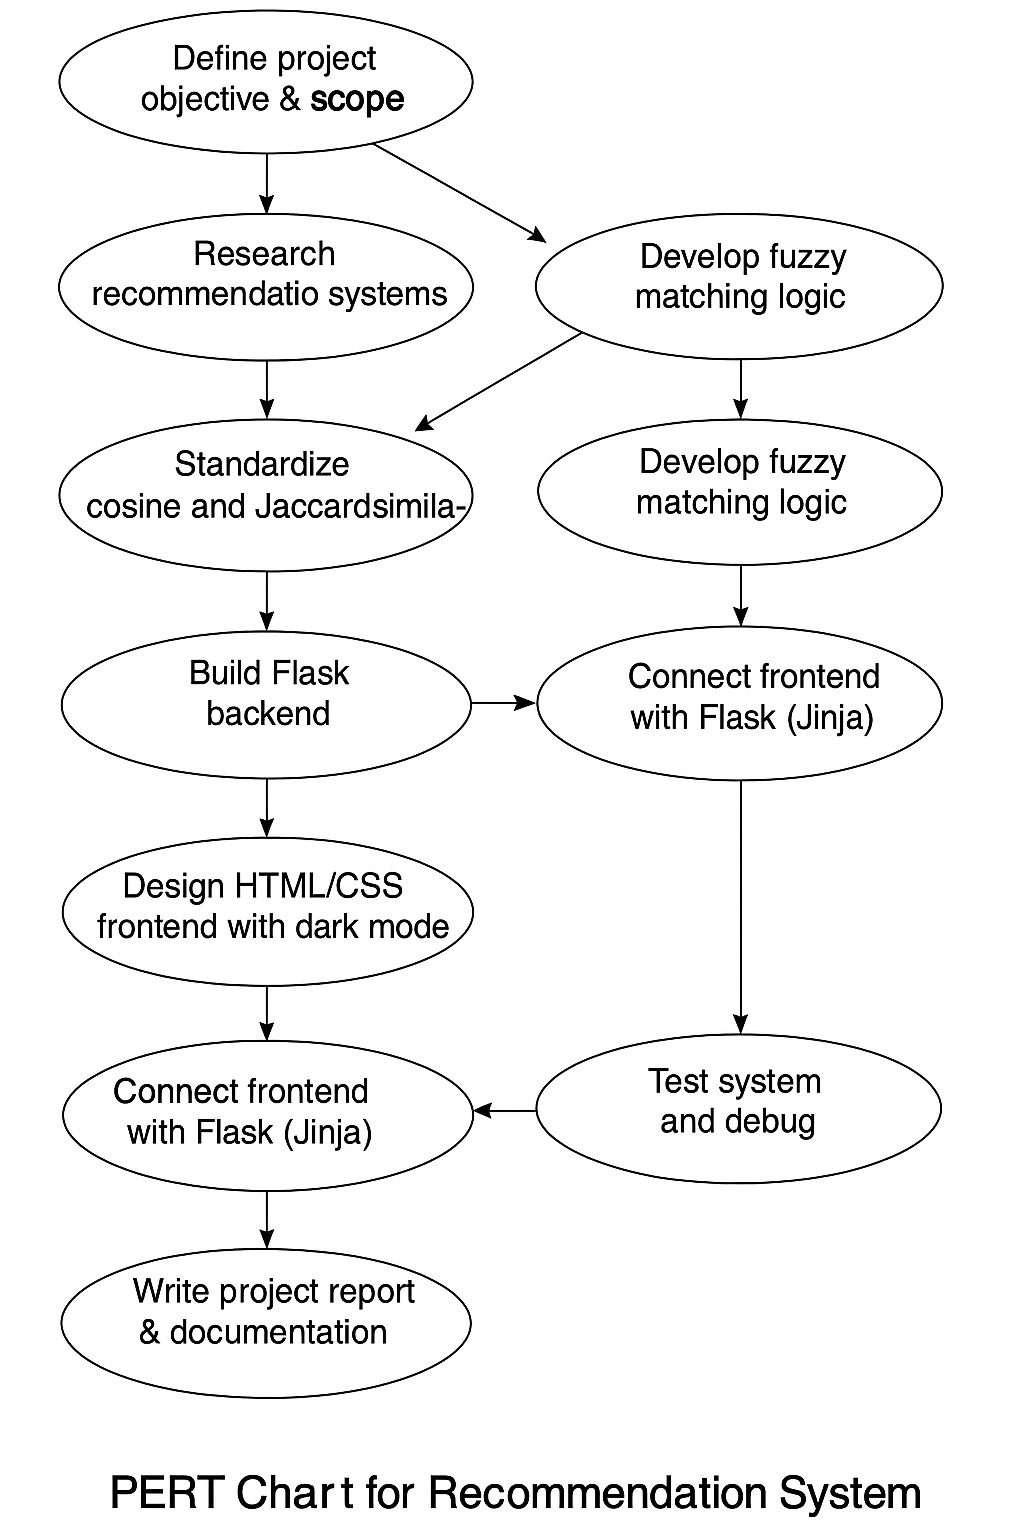 Define project
objective & scope
Research
recommendatio systems
Develop fuzzy
matching logic
Standardize
cosine and Jaccardsimila-
Develop fuzzy
matching logic
Build Flask
backend
Connect frontend
with Flask (Jinja)
Design HTML/CSS
frontend with dark mode
Connect frontend
with Flask (Jinja)
Test system
and debug
Write project report
& documentation
PERT Chart for Recommendation System